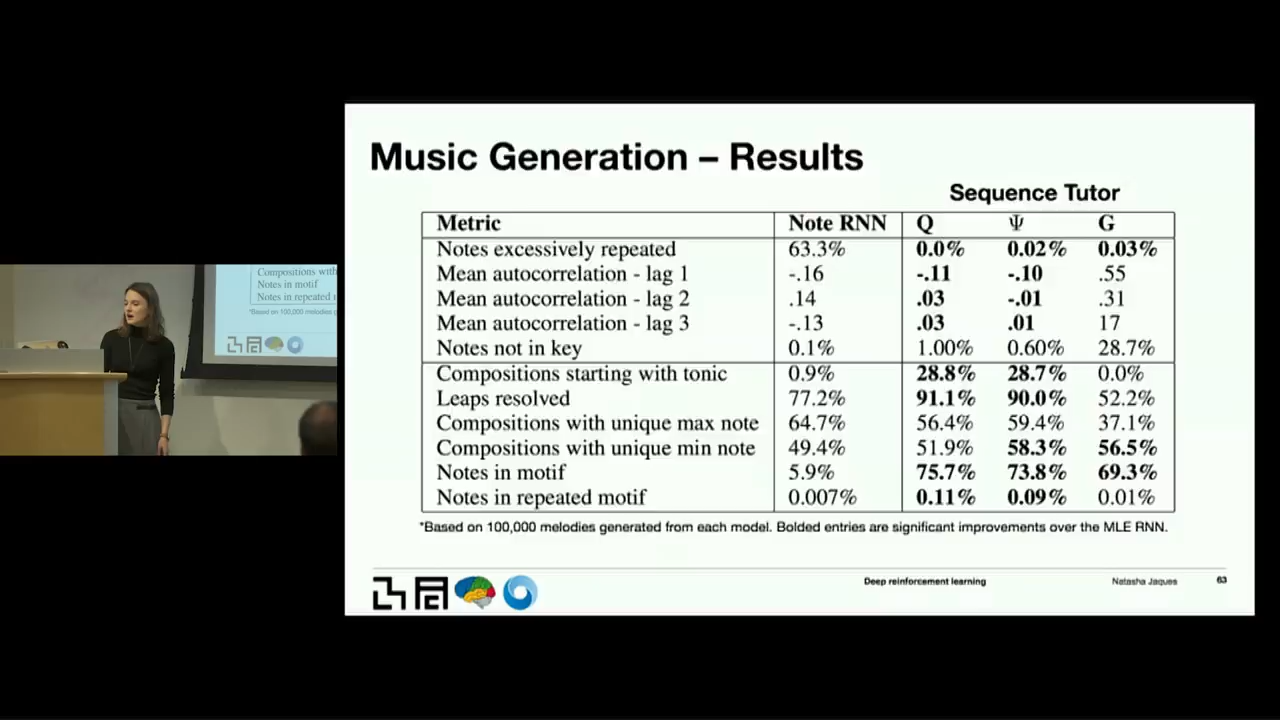 Music Generation – Results
Sequence Tutor
Metric Note RNN Q Ψ G
Notes excessively repeated 63.3% 0.0% 0.02% 0.03%
Mean autocorrelation - lag 1 -.16 -.11 -.10 .55
Mean autocorrelation - lag 2 .14 .03 -.01 .31
Mean autocorrelation - lag 3 -.13 .03 .01 17
Notes not in key 0.1% 1.00% 0.60% 28.7%
Compositions starting with tonic 0.9% 28.8% 28.7% 0.0%
Leaps resolved 77.2% 91.1% 90.0% 52.2%
Compositions with unique max note 64.7% 56.4% 59.4% 37.1%
Compositions with unique min note 49.4% 51.9% 58.3% 56.5%
Notes in motif 5.9% 75.7% 73.8% 69.3%
Notes in repeated motif 0.007% 0.11% 0.09% 0.01%
*Based on 100,000 melodies generated from each model. Bolded entries are significant improvements over the MLE RNN.
Deep reinforcement learning Natasha Jaques 63
Compositions with
Notes in motif
Notes in repeated
*Based on 100,000 melodies